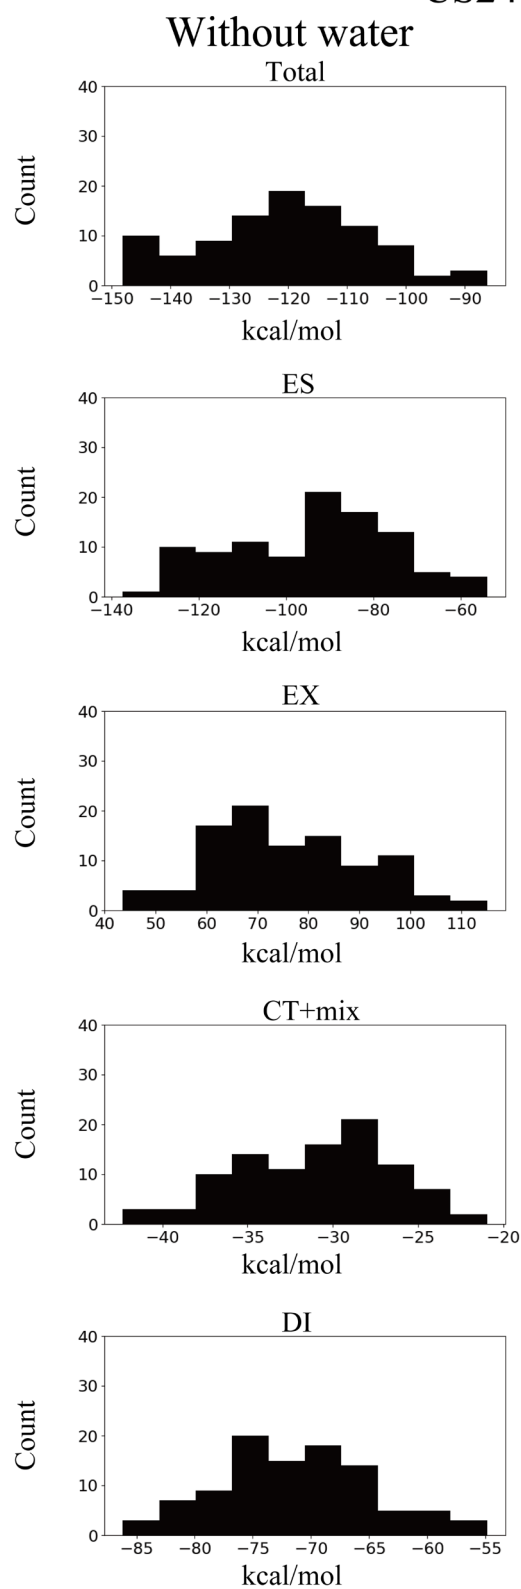 Without water
Total
40
30
20
10
0
Count
−150 −140 −130 −120 −110 −100 −90
kcal/mol
ES
40
30
20
10
0
Count
−140 −120 −100 −80 −60
kcal/mol
EX
40
30
20
10
0
Count
40 50 60 70 80 90 100 110
kcal/mol
CT+mix
40
30
20
10
0
Count
−40 −35 −30 −25 −20
kcal/mol
DI
40
30
20
10
0
Count
−85 −80 −75 −70 −65 −60 −55
kcal/mol